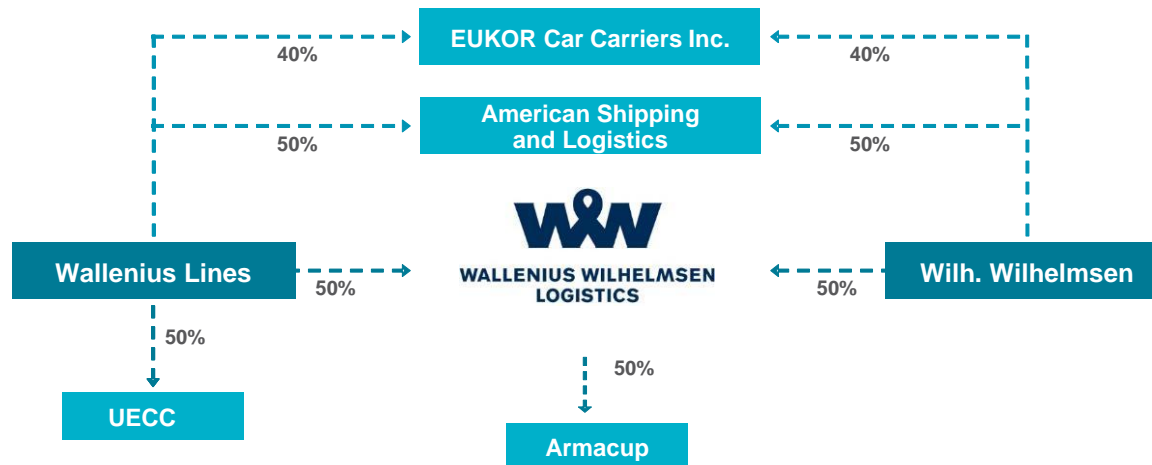 EUKOR Car Carriers Inc.
40%
40%
American Shipping
and Logistics
50%
50%
WW
WALLENIUS WILHELMSEN
LOGISTICS
Wallenius Lines
50%
50%
Wilh. Wilhelmsen
50%
50%
UECC
Armacup